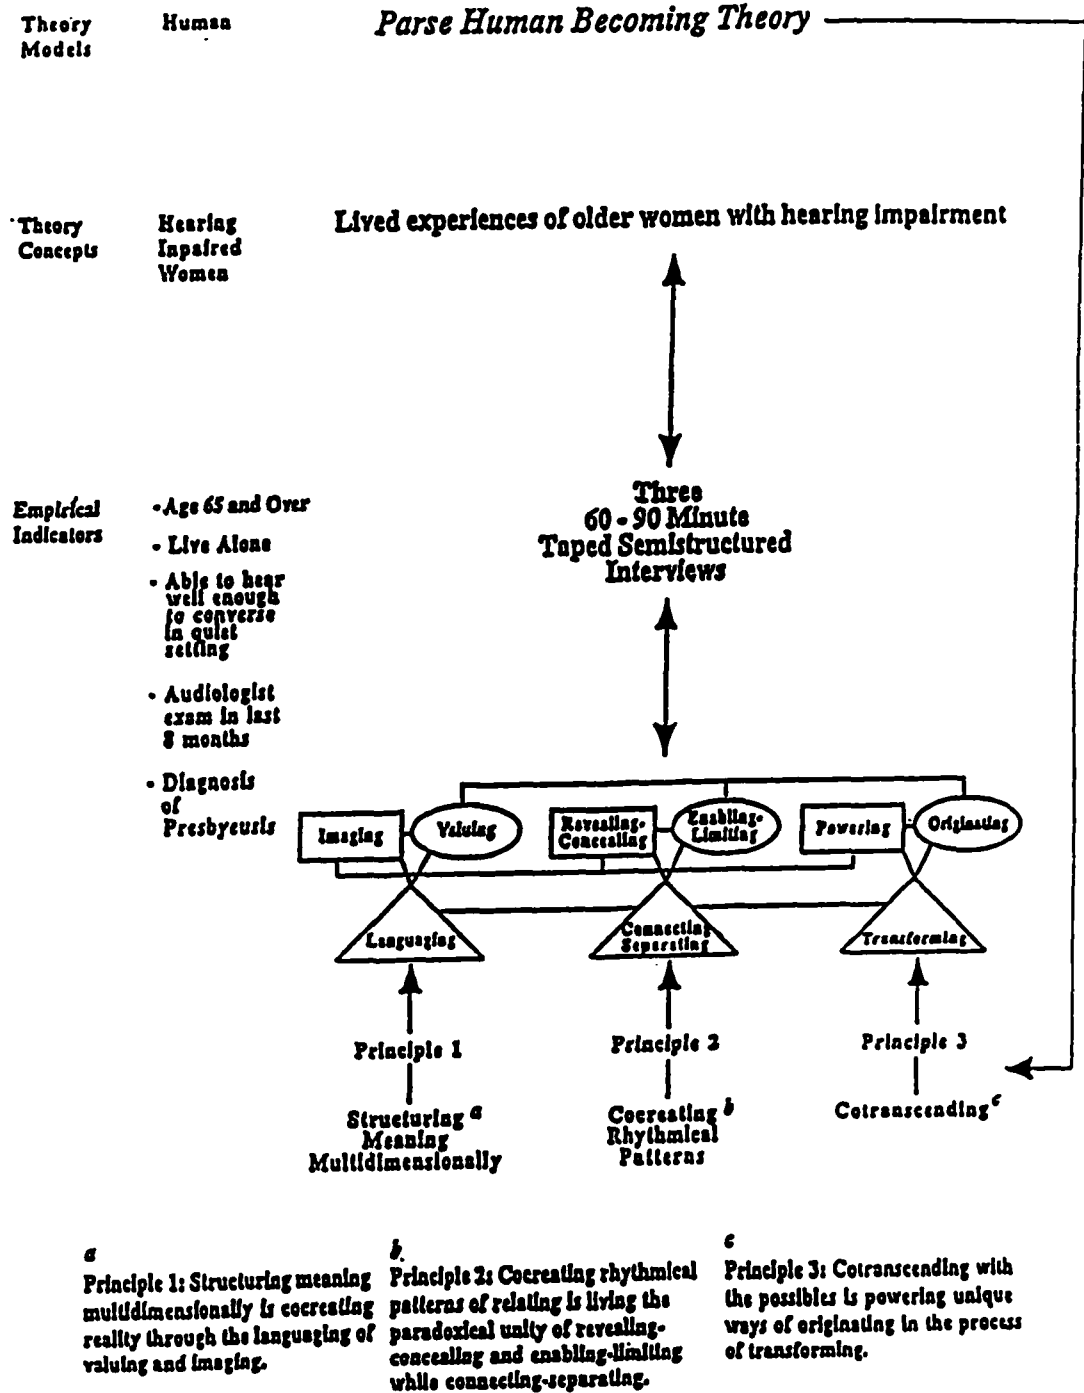 Theory
Models
Human
Parse Human Becoming Theory
Theory
Concepts
Hearing
Inpaired
Women
Lived experiences of older women with hearing impairment
Empirical
Indicators
- Age 65 and Over
- Live Alone
- Able to hear
well enough
to converse
in quiet
setting
- Audiologist
exam in last
8 months
- Diagnosis
of
Presbycusis
Three
60 - 90 Minute
Taped Semistructured
Interviews
Imaging
Valuing
Revealing-
Concealing
Enabling-
Limiting
Powering
Originating
Languaging
Connecting
Separating
Transforming
Principle 1
Principle 2
Principle 3
Structuring a
Meaning
Multidimensionally
Cocreating b
Rhythmical
Patterns
Cotranscending c
a
Principle 1: Structuring meaning
multidimensionally is cocreating
reality through the languaging of
valuing and imaging.
b.
Principle 2: Cocreating rhythmical
patterns of relating is living the
paradoxical unity of revealing-
concealing and enabling-limiting
while connecting-separating.
c
Principle 3: Cotranscending with
the possibles is powering unique
ways of originating in the process
of transforming.